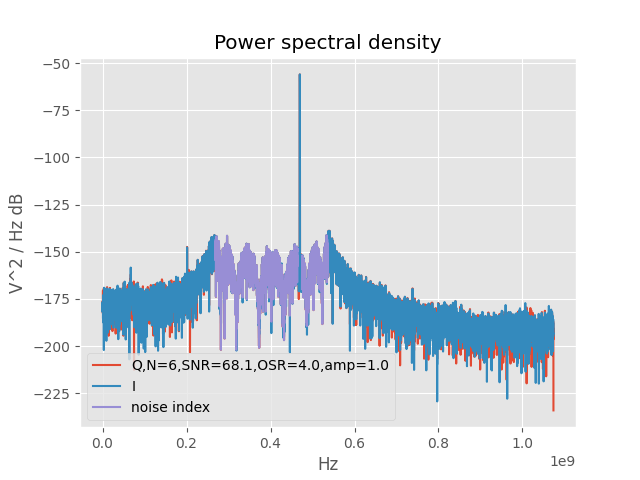 Power spectral density
V^2 / Hz dB
−50
−75
−100
−125
−150
−175
−200
−225
Q,N=6,SNR=68.1,OSR=4.0,amp=1.0
I
noise index
0.0 0.2 0.4 0.6 0.8 1.0
1e9
Hz